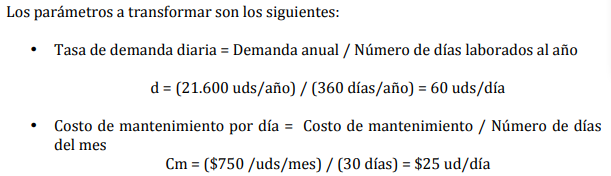 Los parámetros a transformar son los siguientes:
• Tasa de demanda diaria = Demanda anual / Número de días laborados al año
d = (21.600 uds/año) / (360 días/año) = 60 uds/día
• Costo de mantenimiento por día = Costo de mantenimiento / Número de días
del mes
Cm = ($750 /uds/mes) / (30 días) = $25 ud/día